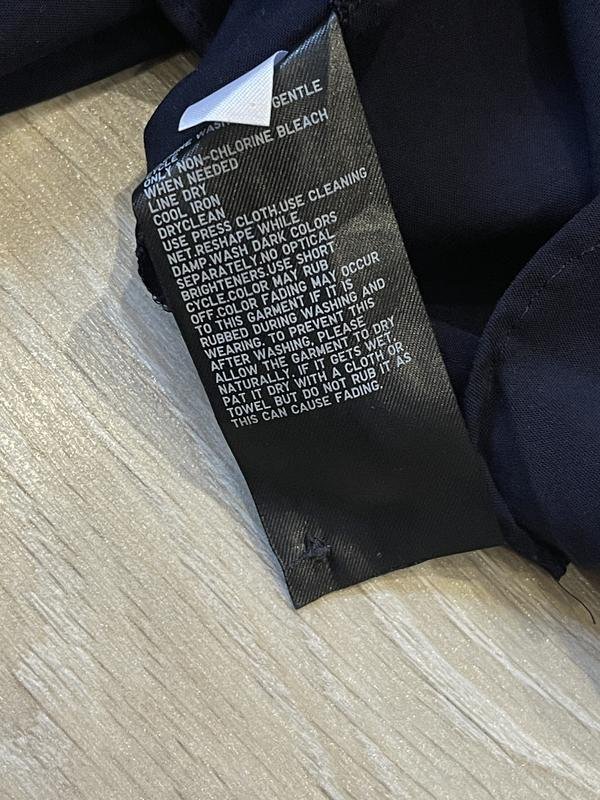 GENTLE
ONLY NON-CHLORINE BLEACH
WHEN NEEDED
LINE DRY
COOL IRON
DRYCLEAN
USE PRESS CLOTH.USE CLEANING
NET.RESHAPE WHILE
DAMP.WASH DARK COLORS
SEPARATELY.NO OPTICAL
BRIGHTENERS.USE SHORT
CYCLE.COLOR MAY RUB
OFF.COLOR FADING MAY OCCUR
TO THIS GARMENT IF IT IS
RUBBED DURING WASHING AND
WEARING. TO PREVENT THIS
AFTER WASHING, PLEASE
ALLOW THE GARMENT TO DRY
NATURALLY. IF IT GETS WET,
PAT IT DRY WITH A CLOTH OR
TOWEL BUT DO NOT RUB IT AS
THIS CAN CAUSE FADING.